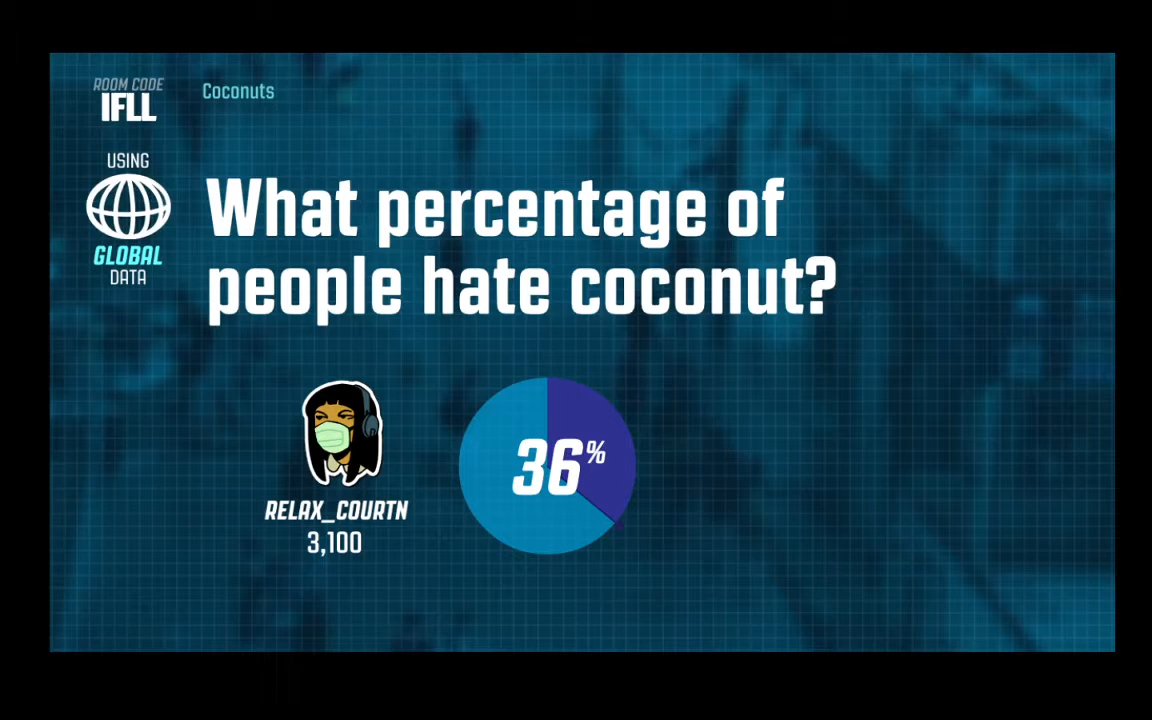 ROOM CODE
IFLL
Coconuts
USING
GLOBAL
DATA
What percentage of
people hate coconut?
36%
RELAX_COURTN
3,100